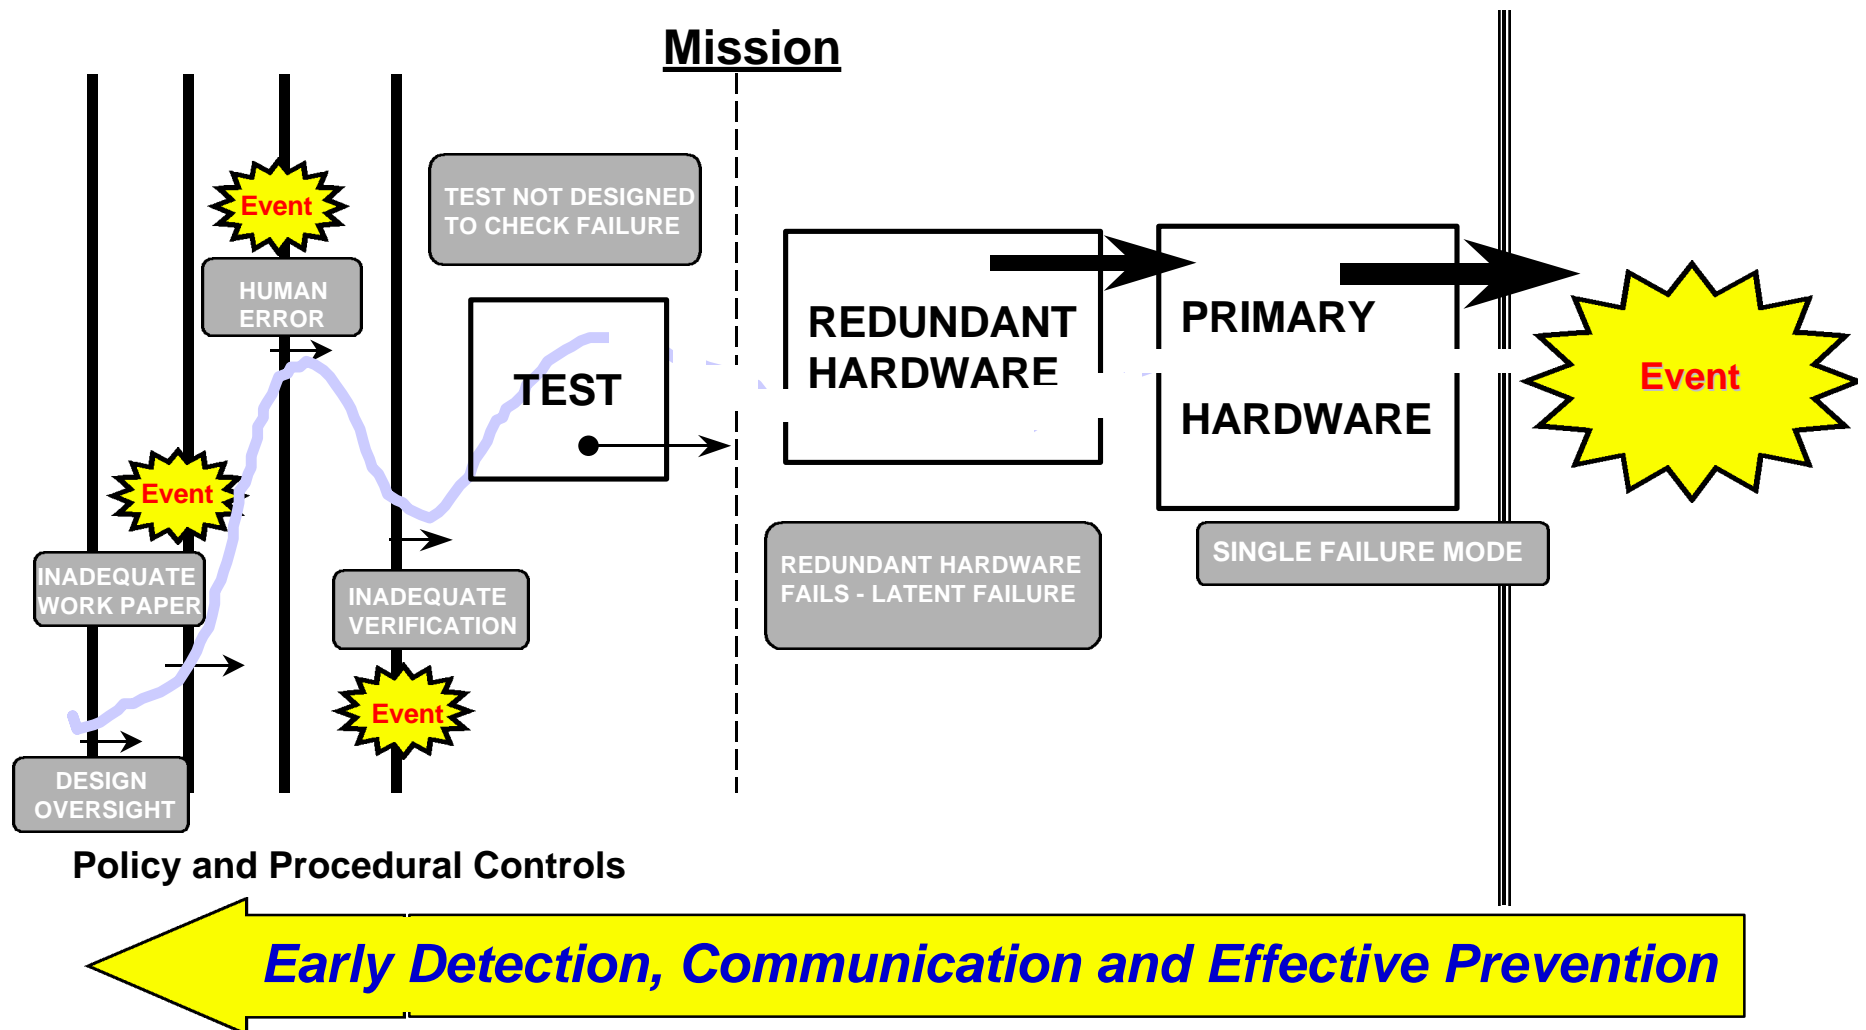 Mission
Event
TEST NOT DESIGNED
TO CHECK FAILURE
HUMAN
ERROR
REDUNDANT
HARDWARE
PRIMARY
HARDWARE
Event
TEST
Event
INADEQUATE
WORK PAPER
INADEQUATE
VERIFICATION
REDUNDANT HARDWARE
FAILS - LATENT FAILURE
SINGLE FAILURE MODE
Event
DESIGN
OVERSIGHT
Policy and Procedural Controls
Early Detection, Communication and Effective Prevention